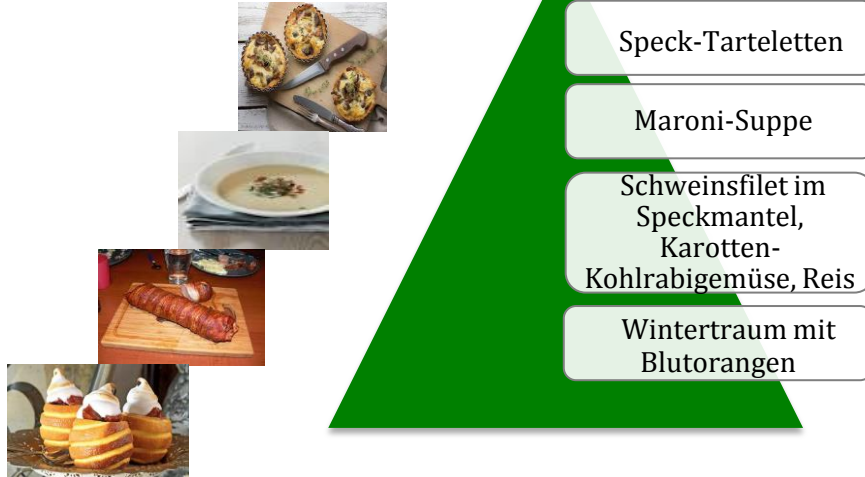 Speck-Tarteletten
Maroni-Suppe
Schweinsfilet im
Speckmantel,
Karotten-
Kohlrabigemüse, Reis
Wintertraum mit
Blutorangen